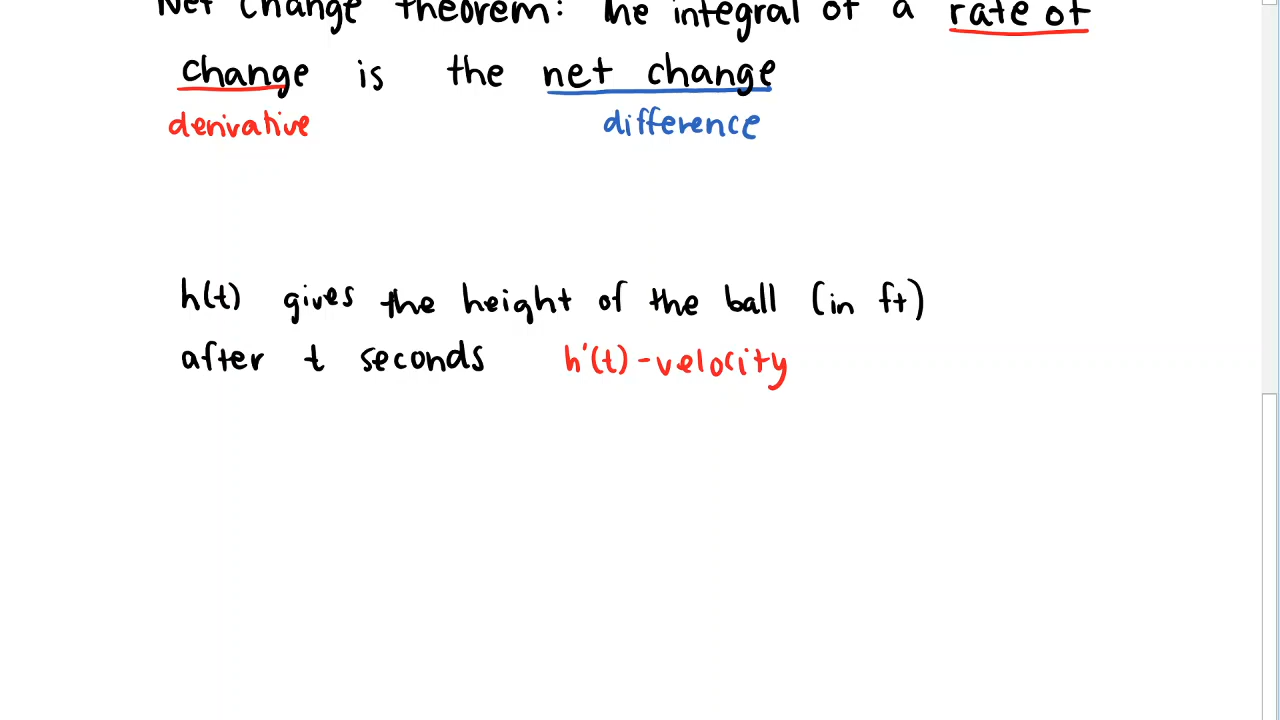 Net Change theorem: the integral of a rate of
change is the net change
derivative difference
h(t) gives the height of the ball (in ft)
after t seconds h'(t) - velocity